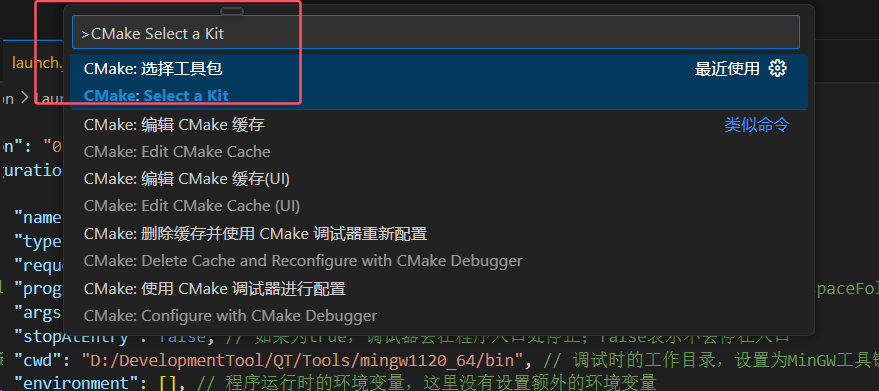 >CMake Select a Kit
launch.
CMake: 选择工具包
最近使用
on
CMake: Select a Kit
CMake: 编辑 CMake 缓存
类似命令
on": "0
CMake: Edit CMake Cache
guration
CMake: 编辑 CMake 缓存(UI)
CMake: Edit CMake Cache (UI)
"name
CMake: 删除缓存并使用 CMake 调试器重新配置
"type
CMake: Delete Cache and Reconfigure with CMake Debugger
"reque
"prog
CMake: 使用 CMake 调试器进行配置
paceFol
"args
CMake: Configure with CMake Debugger
"stopAtEntry": false, // 如果为true, 调试器会在程序入口处停止; false表示不会停在入口
"cwd": "D:/DevelopmentTool/QT/Tools/mingw1120_64/bin", // 调试时的工作目录，设置为MinGW工具
"environment": [], // 程序运行时的环境变量，这里没有设置额外的环境变量